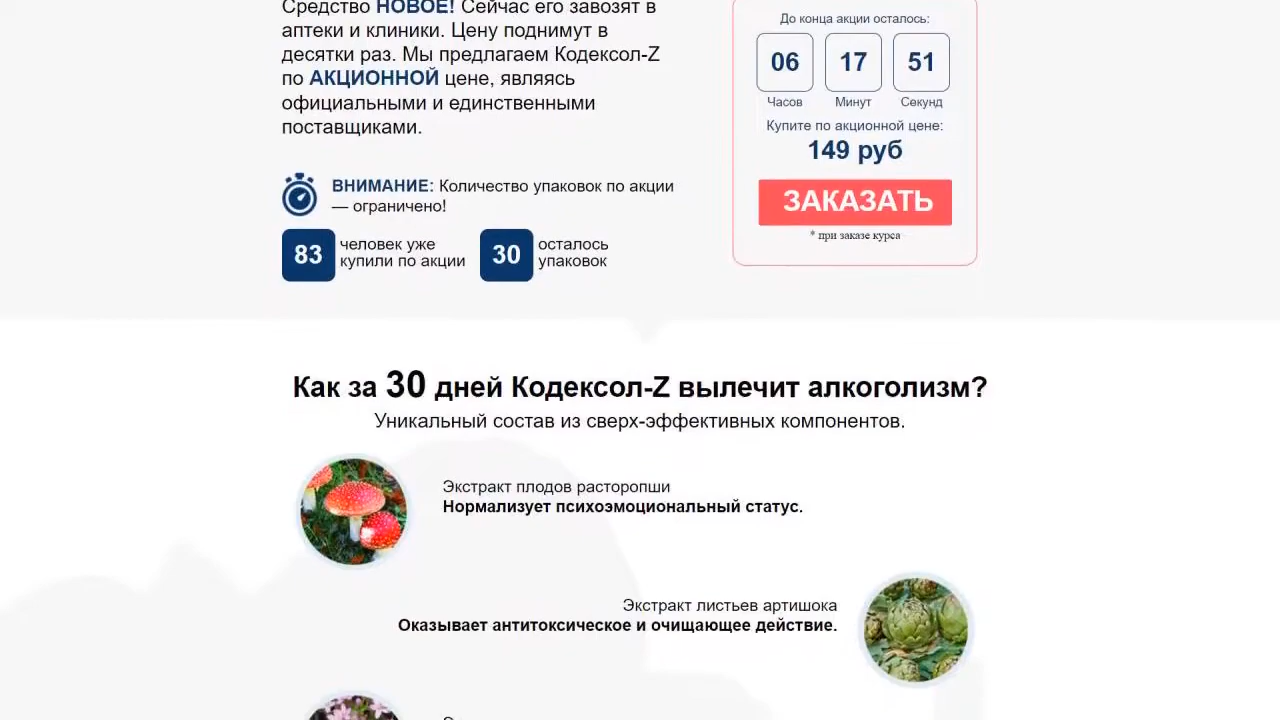 Средство НОВОЕ! Сейчас его завозят в
аптеки и клиники. Цену поднимут в
десятки раз. Мы предлагаем Кодексол-Z
по АКЦИОННОЙ цене, являясь
официальными и единственными
поставщиками.
ВНИМАНИЕ: Количество упаковок по акции
— ограничено!
83
человек уже
купили по акции
30
осталось
упаковок
До конца акции осталось:
06 17 51
Часов Минут Секунд
Купите по акционной цене:
149 руб
ЗАКАЗАТЬ
* при заказе курса
Как за 30 дней Кодексол-Z вылечит алкоголизм?
Уникальный состав из сверх-эффективных компонентов.
Экстракт плодов расторопши
Нормализует психоэмоциональный статус.
Экстракт листьев артишока
Оказывает антитоксическое и очищающее действие.